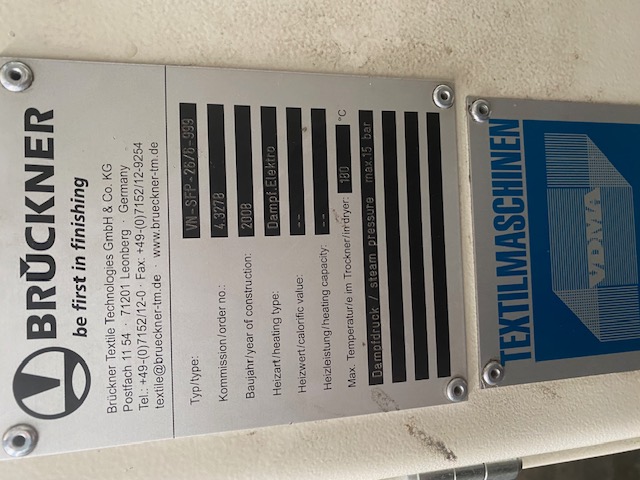 BRÜCKNER
be first in finishing
Brückner Textile Technologies GmbH & Co. KG
Postfach 11 54 · 71201 Leonberg · Germany
Tel.: +49-(0)7152/12-0 · Fax: +49-(0)7152/12-9254
textile@brueckner-tm.de www.brueckner-tm.de
Typ/type: VN-SFP-26/6-999
Kommission/order no.: 4.3278
Baujahr/year of construction: 2008
Heizart/heating type: Dampf.Elektro
Heizwert/calorific value: --
Heizleistung/heating capacity: --
Max. Temperatur/e im Trockner/in dryer: 180 °C
Dampfdruck / steam pressure max.15 bar
TEXTILMASCHINEN
VDMA